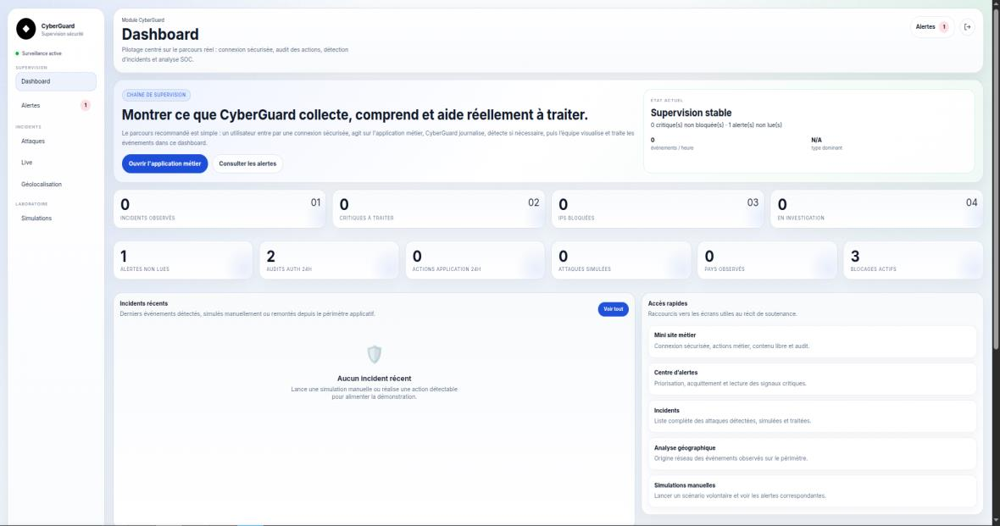 CyberGuard
Supervision sécurité
Surveillance active
SUPERVISION
Dashboard
Alertes 1
INCIDENTS
Attaques
Live
Géolocalisation
LABORATOIRE
Simulations
Module CyberGuard
Dashboard
Pilotage centré sur le parcours réel : connexion sécurisée, audit des actions, détection
d'incidents et analyse SOC.
Alertes 1
CHAÎNE DE SUPERVISION
Montrer ce que CyberGuard collecte, comprend et aide réellement à traiter.
Le parcours recommandé est simple : un utilisateur entre par une connexion sécurisée, agit sur l'application métier, CyberGuard journalise, détecte si nécessaire, puis l'équipe visualise et traite les
événements dans ce dashboard.
Ouvrir l'application métier
Consulter les alertes
ÉTAT ACTUEL
Supervision stable
0 critique(s) non bloquée(s) · 1 alerte(s) non lue(s)
0
événements / heure
N/A
type dominant
0 01
INCIDENTS OBSERVÉS
0 02
CRITIQUES À TRAITER
0 03
IPS BLOQUÉES
0 04
EN INVESTIGATION
1
ALERTES NON LUES
2
AUDITS AUTH 24H
0
ACTIONS APPLICATION 24H
0
ATTAQUES SIMULÉES
0
PAYS OBSERVÉS
3
BLOCAGES ACTIFS
Incidents récents
Derniers événements détectés, simulés manuellement ou remontés depuis le périmètre applicatif.
Voir tout
Aucun incident récent
Lance une simulation manuelle ou réalise une action détectable
pour alimenter la démonstration.
Accès rapides
Raccourcis vers les écrans utiles au récit de soutenance.
Mini site métier
Connexion sécurisée, actions métier, contenu libre et audit.
Centre d'alertes
Priorisation, acquittement et lecture des signaux critiques.
Incidents
Liste complète des attaques détectées, simulées et traitées.
Analyse géographique
Origine réseau des événements observés sur le périmètre.
Simulations manuelles
Lancer un scénario volontaire et voir les alertes correspondantes.